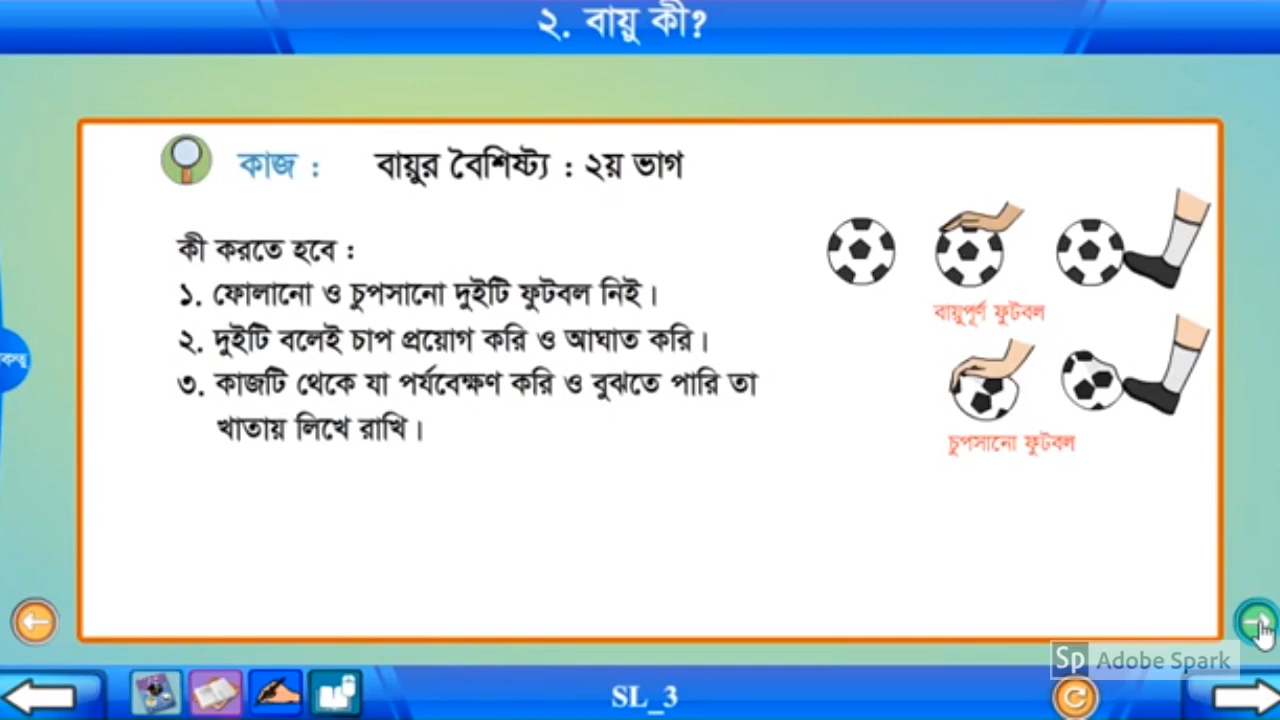 ২. বায়ু কী?
কাজ : বায়ুর বৈশিষ্ট্য : ২য় ভাগ
কী করতে হবে :
১. ফোলানো ও চুপসানো দুইটি ফুটবল নিই।
২. দুইটি বলেই চাপ প্রয়োগ করি ও আঘাত করি।
৩. কাজটি থেকে যা পর্যবেক্ষণ করি ও বুঝতে পারি তা
খাতায় লিখে রাখি।
বায়ুপূর্ণ ফুটবল
চুপসানো ফুটবল
Sp Adobe Spark
SL_3